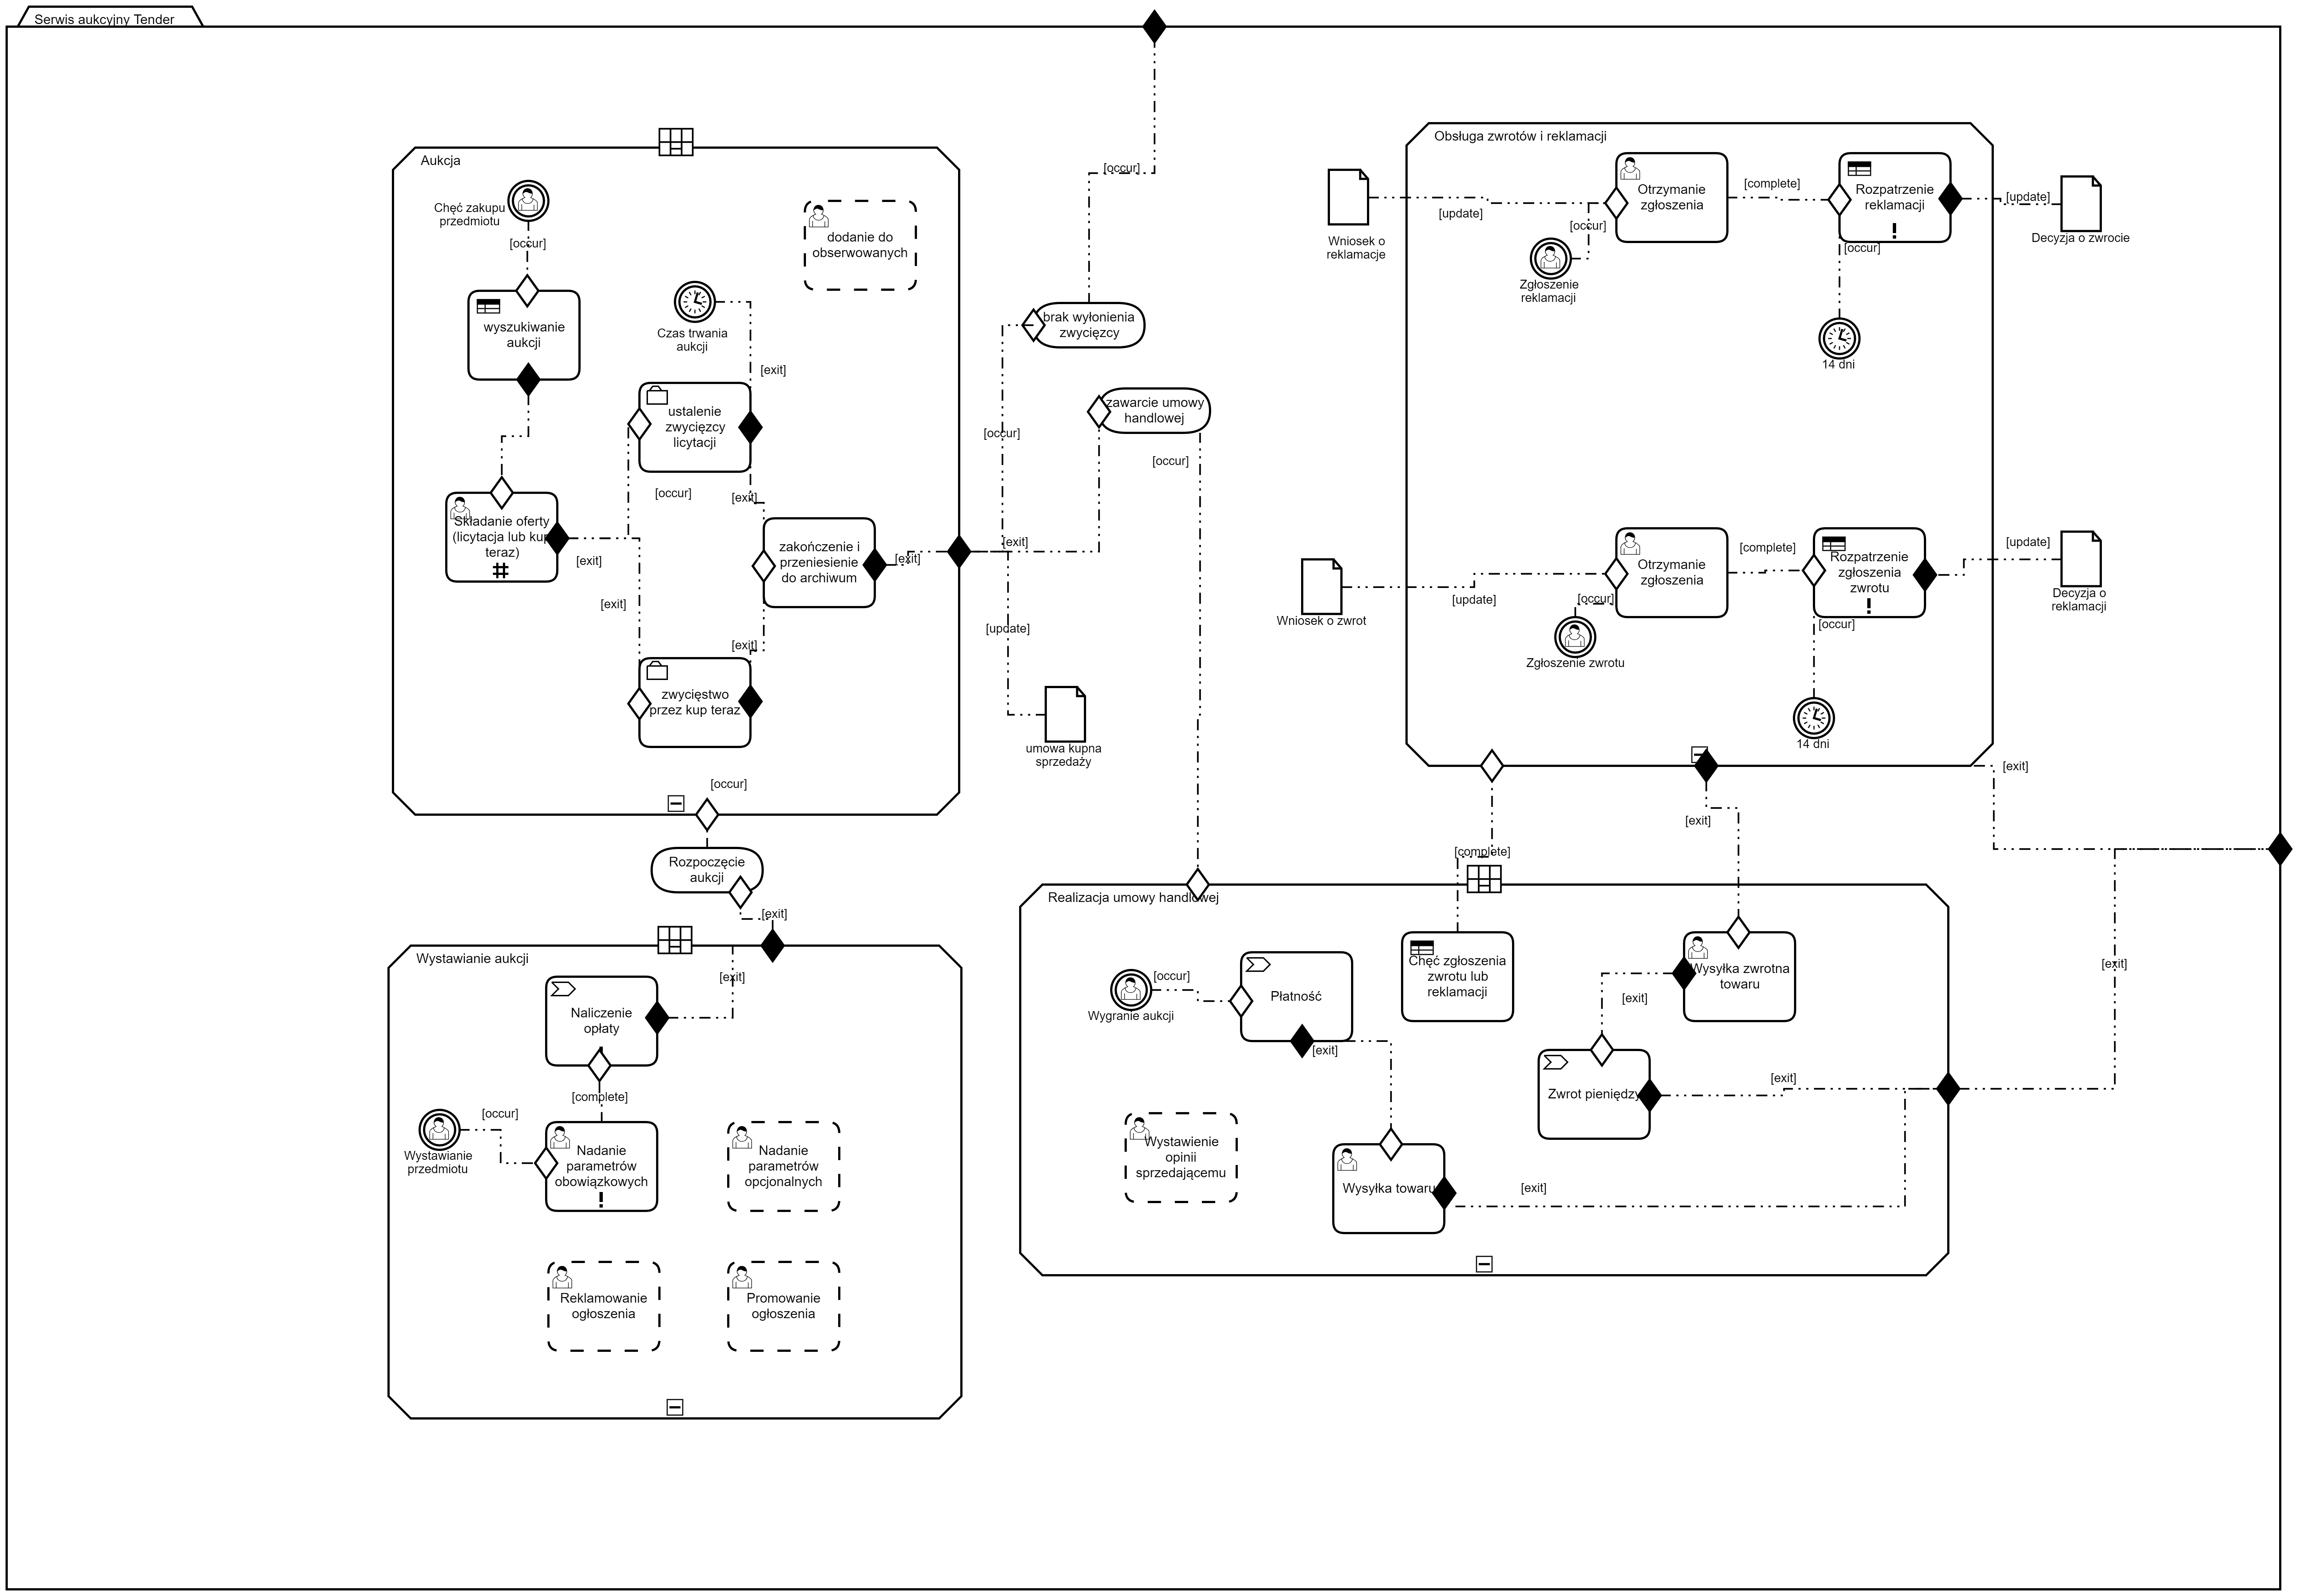 Serwis aukcyjny Tender
Aukcja
Chęć zakupu
przedmiotu
[occur]
wyszukiwanie
aukcji
dodanie do
obserwowanych
Czas trwania
aukcji
[exit]
ustalenie
zwycięzcy
licytacji
[occur]
[exit]
Składanie oferty
(licytacja lub kup
teraz)
[exit]
[exit]
zakończenie i
przeniesienie
do archiwum
[exit]
[exit]
zwycięstwo
przez kup teraz
[occur]
Rozpoczęcie
aukcji
[exit]
[occur]
brak wyłonienia
zwycięzcy
[occur]
zawarcie umowy
handlowej
[occur]
[exit]
[update]
umowa kupna
sprzedaży
Obsługa zwrotów i reklamacji
Wniosek o
reklamacje
[update]
[occur]
Zgłoszenie
reklamacji
Otrzymanie
zgłoszenia
[complete]
Rozpatrzenie
reklamacji
[occur]
14 dni
[update]
Decyzja o zwrocie
Wniosek o zwrot
[update]
[occur]
Zgłoszenie zwrotu
Otrzymanie
zgłoszenia
[complete]
Rozpatrzenie
zgłoszenia
zwrotu
[occur]
14 dni
[update]
Decyzja o
reklamacji
[exit]
[exit]
[complete]
Wystawianie aukcji
[exit]
Naliczenie
opłaty
[complete]
[occur]
Wystawianie
przedmiotu
Nadanie
parametrów
obowiązkowych
Nadanie
parametrów
opcjonalnych
Reklamowanie
ogłoszenia
Promowanie
ogłoszenia
Realizacja umowy handlowej
[occur]
Wygranie aukcji
Płatność
[exit]
Chęć zgłoszenia
zwrotu lub
reklamacji
Wysyłka zwrotna
towaru
[exit]
Zwrot pieniędzy
[exit]
[exit]
Wystawienie
opinii
sprzedającemu
Wysyłka towaru
[exit]